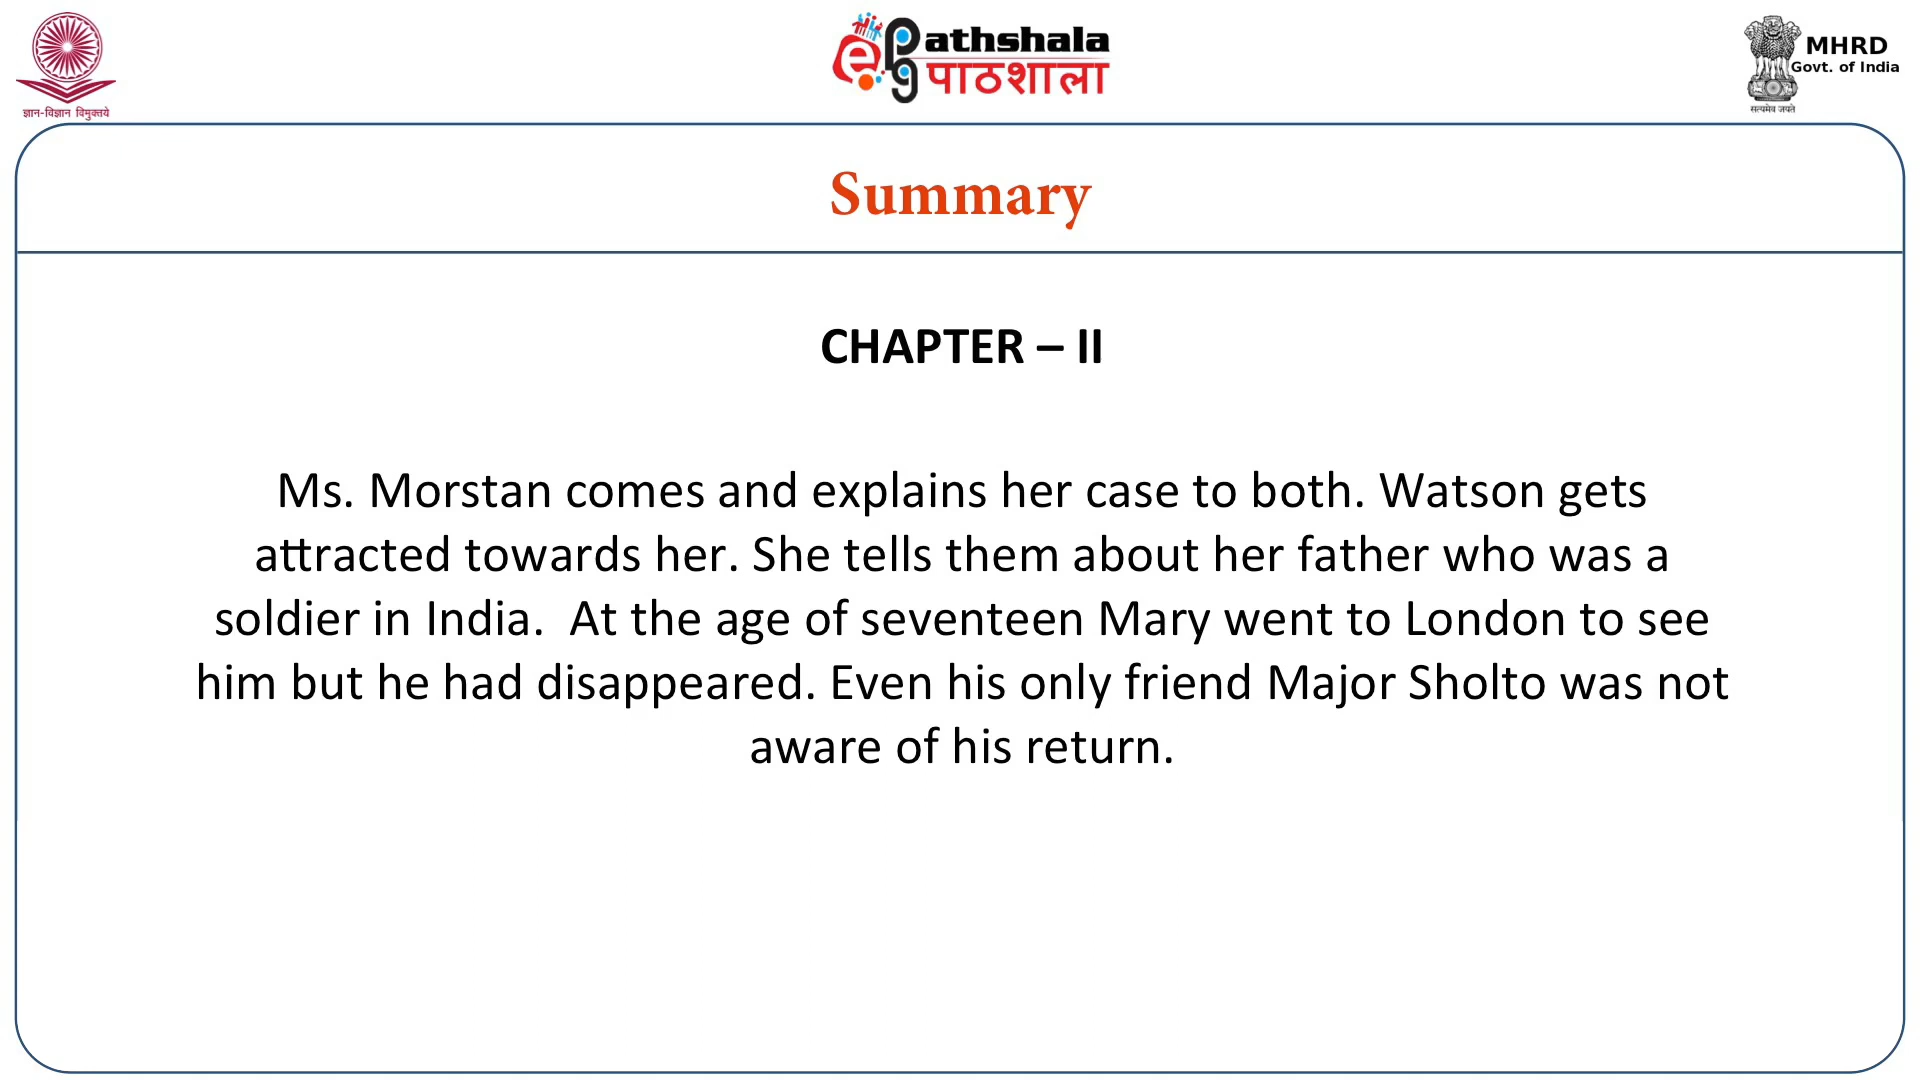 ज्ञान-विज्ञान विमुक्तये
e
pg
athshala
पाठशाला
MHRD
Govt. of India
सत्यमेव जयते
Summary
CHAPTER – II
Ms. Morstan comes and explains her case to both. Watson gets
attracted towards her. She tells them about her father who was a
soldier in India.  At the age of seventeen Mary went to London to see
him but he had disappeared. Even his only friend Major Sholto was not
aware of his return.